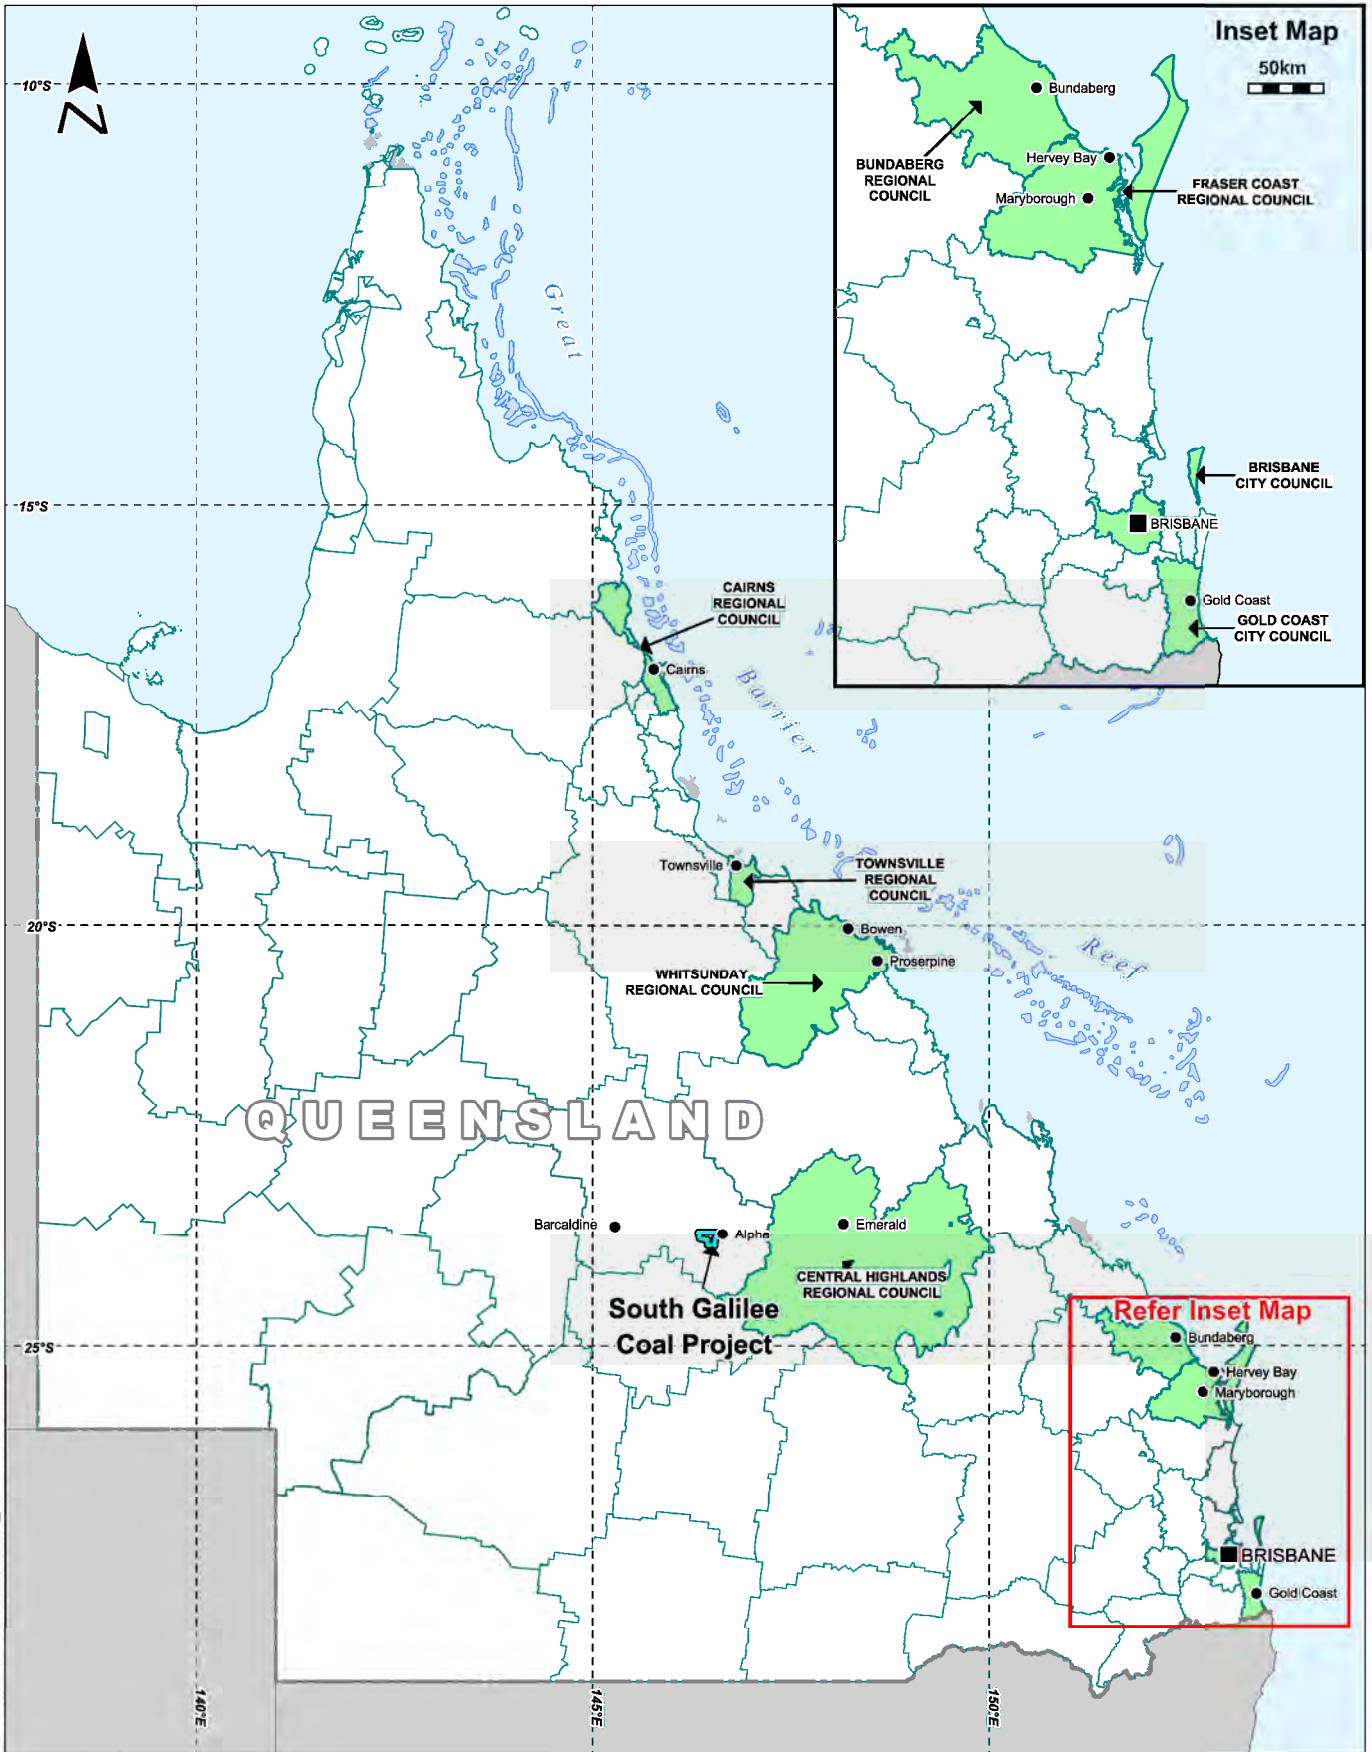 Inset Map
50km
N
10°S
Bundaberg
BUNDABERG
REGIONAL
COUNCIL
Hervey Bay
Maryborough
FRASER COAST
REGIONAL COUNCIL
Great
BRISBANE
CITY COUNCIL
15°S
BRISBANE
CAIRNS
REGIONAL
COUNCIL
Gold Coast
GOLD COAST
CITY COUNCIL
Cairns
Barrier
Townsville
TOWNSVILLE
REGIONAL
COUNCIL
20°S
Bowen
Reef
Proserpine
WHITSUNDAY
REGIONAL COUNCIL
QUEENSLAND
Barcaldine
Alpha
Emerald
CENTRAL HIGHLANDS
REGIONAL COUNCIL
South Galilee
Coal Project
Refer Inset Map
25°S
Bundaberg
Hervey Bay
Maryborough
BRISBANE
Gold Coast
140°E
145°E
150°E